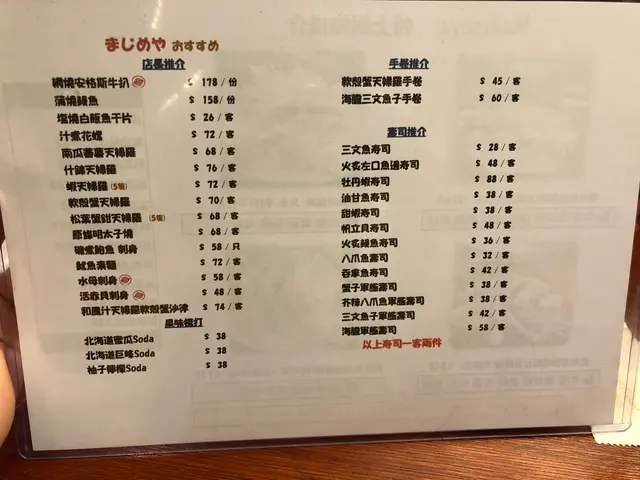 まじめや おすすめ
店長推介
網燒安格斯牛扒 $ 178 / 份
蒲燒鰻魚 $ 158 / 份
塩燒白飯魚干片 $ 26 / 客
汁煮花螺 $ 72 / 客
南瓜蕃薯天婦羅 $ 68 / 客
什錦天婦羅 $ 76 / 客
蝦天婦羅 (5隻) $ 72 / 客
軟殼蟹天婦羅 $ 70 / 客
松葉蟹鉗天婦羅 (5隻) $ 68 / 客
原條明太子燒 $ 68 / 客
磯煮鮑魚 刺身 $ 58 / 只
魷魚素麵 $ 72 / 客
水母刺身 $ 58 / 客
活赤貝刺身 $ 48 / 客
和風汁天婦羅軟殼蟹沙律 $ 74 / 客
果味梳打
北海道蜜瓜Soda $ 38
北海道巨峰Soda $ 38
柚子檸檬Soda $ 38
手卷推介
軟殼蟹天婦羅手卷 $ 45 / 客
海膽三文魚子手卷 $ 60 / 客
壽司推介
三文魚壽司 $ 28 / 客
火炙左口魚邊壽司 $ 48 / 客
牡丹蝦壽司 $ 88 / 客
油甘魚壽司 $ 38 / 客
甜蝦壽司 $ 38 / 客
帆立貝壽司 $ 48 / 客
火炙鰻魚壽司 $ 36 / 客
八爪魚壽司 $ 32 / 客
吞拿魚壽司 $ 42 / 客
蟹子軍艦壽司 $ 38 / 客
芥辣八爪魚軍艦壽司 $ 38 / 客
三文魚子軍艦壽司 $ 42 / 客
海膽軍艦壽司 $ 58 / 客
以上壽司一客兩件